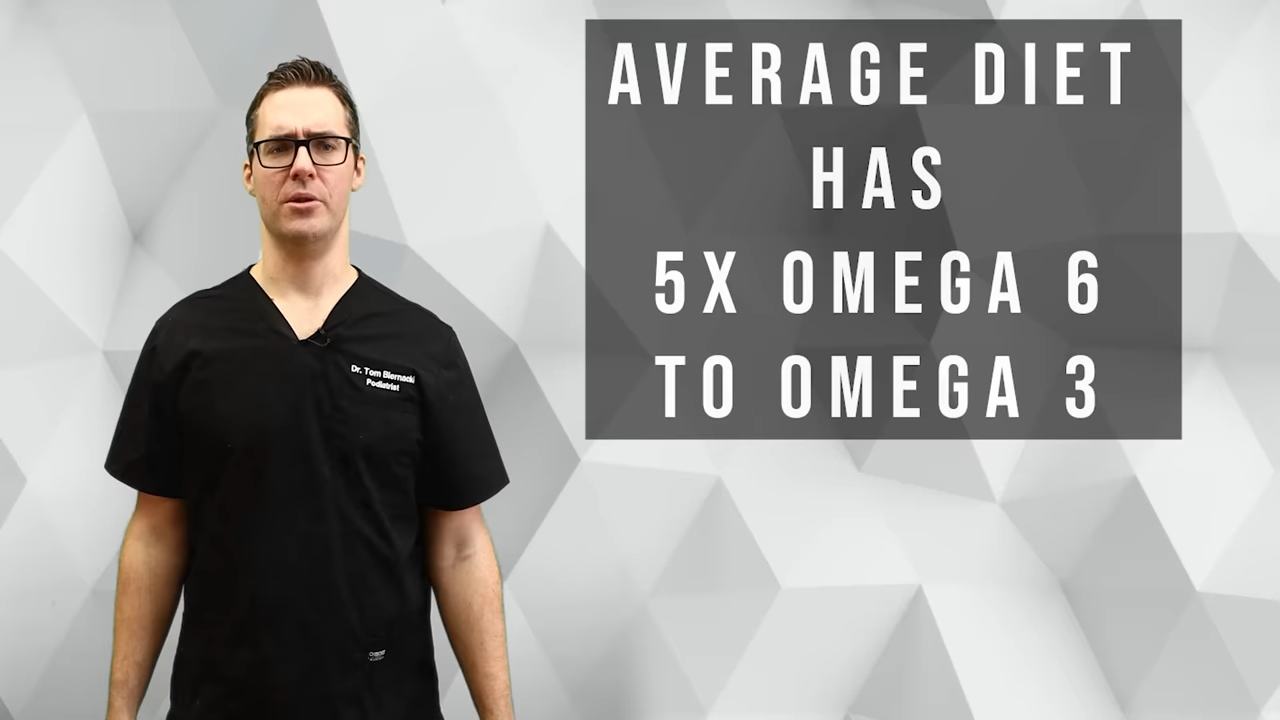 AVERAGE DIET
HAS
5X OMEGA 6
TO OMEGA 3
Dr. Tom Biernacki
Podiatrist